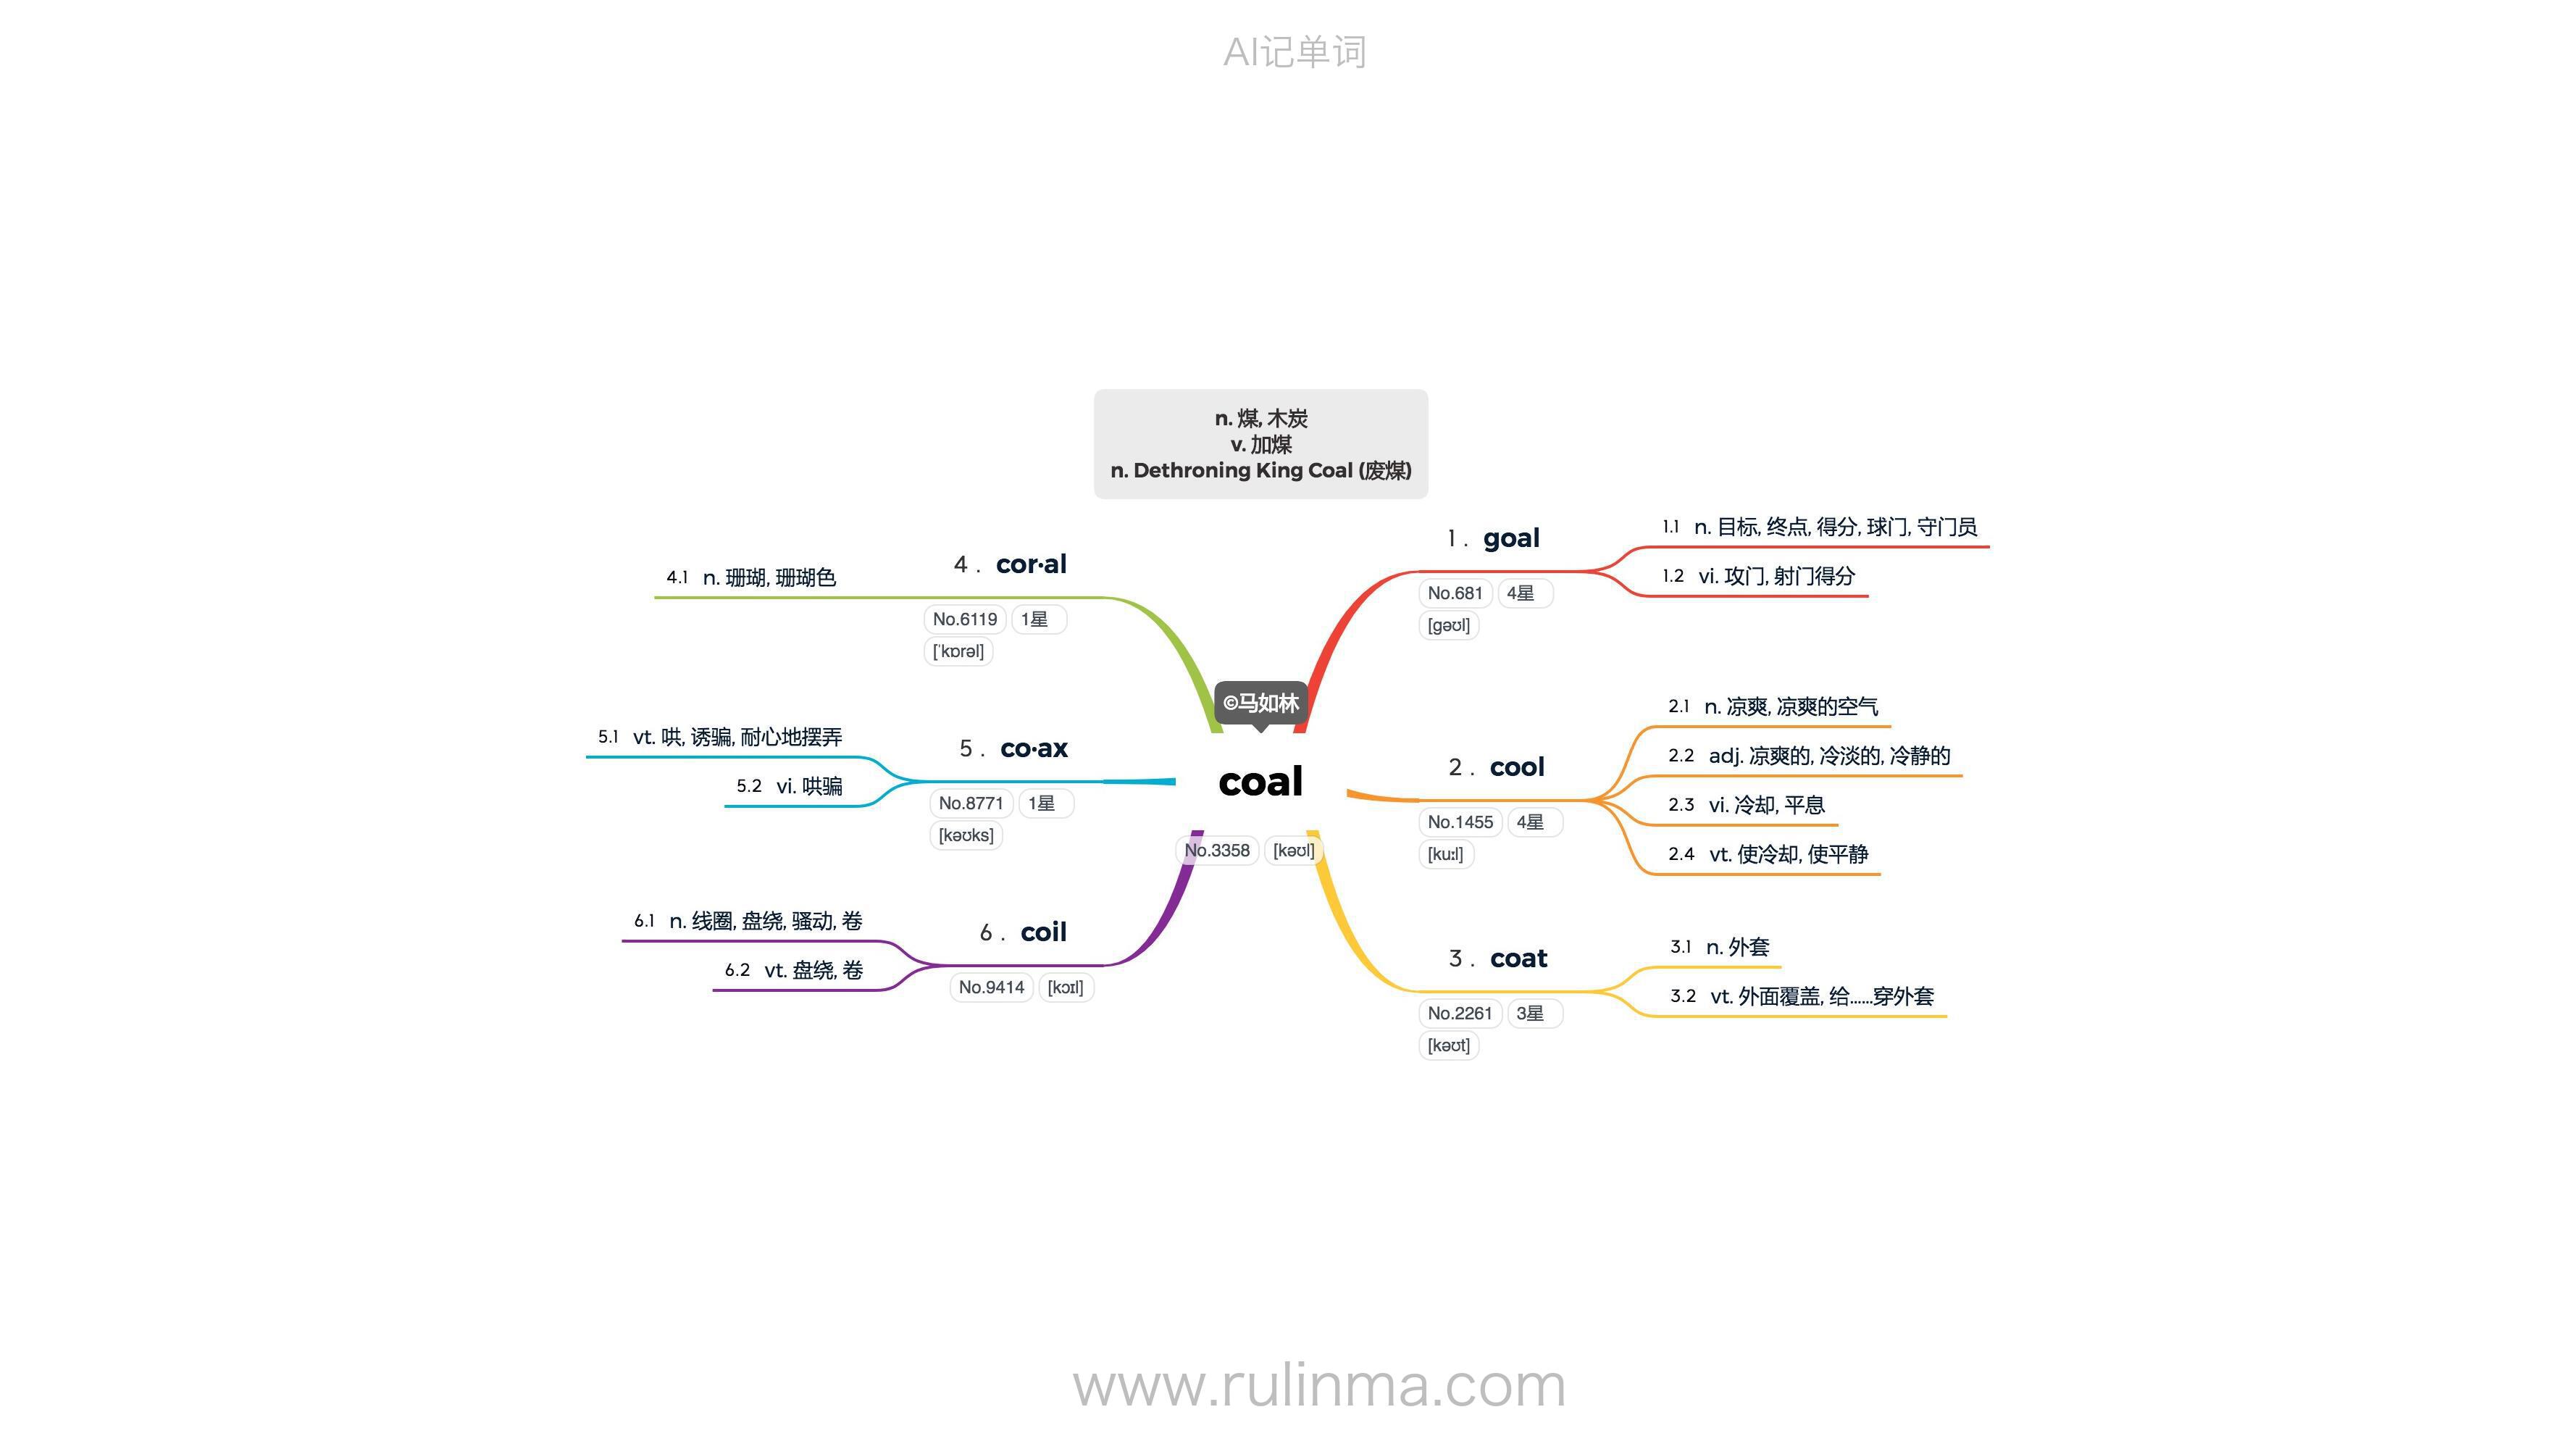 AI记单词
n. 煤, 木炭
v. 加煤
n. Dethroning King Coal (废煤)
©马如林
coal
No.3358 [kəʊl]
1 . goal
No.681 4星
[gəʊl]
1.1 n. 目标, 终点, 得分, 球门, 守门员
1.2 vi. 攻门, 射门得分
2 . cool
No.1455 4星
[kuːl]
2.1 n. 凉爽, 凉爽的空气
2.2 adj. 凉爽的, 冷淡的, 冷静的
2.3 vi. 冷却, 平息
2.4 vt. 使冷却, 使平静
3 . coat
No.2261 3星
[kəʊt]
3.1 n. 外套
3.2 vt. 外面覆盖, 给......穿外套
4 . cor·al
No.6119 1星
[ˈkɒrəl]
4.1 n. 珊瑚, 珊瑚色
5 . co·ax
No.8771 1星
[kəʊks]
5.1 vt. 哄, 诱骗, 耐心地摆弄
5.2 vi. 哄骗
6 . coil
No.9414 [kɔɪl]
6.1 n. 线圈, 盘绕, 骚动, 卷
6.2 vt. 盘绕, 卷
www.rulinma.com